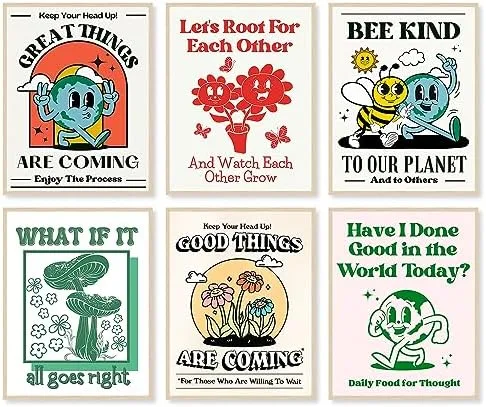 Keep Your Head Up!
GREAT THINGS
ARE COMING
Enjoy The Process
Let's Root For
Each Other
And Watch Each
Other Grow
BEE KIND
TO OUR PLANET
And to Others
WHAT IF IT
all goes right
Keep Your Head Up!
GOOD THINGS
ARE COMING*
*For Those Who Are Willing To Wait
Have I Done
Good in the
World Today?
Daily Food for Thought